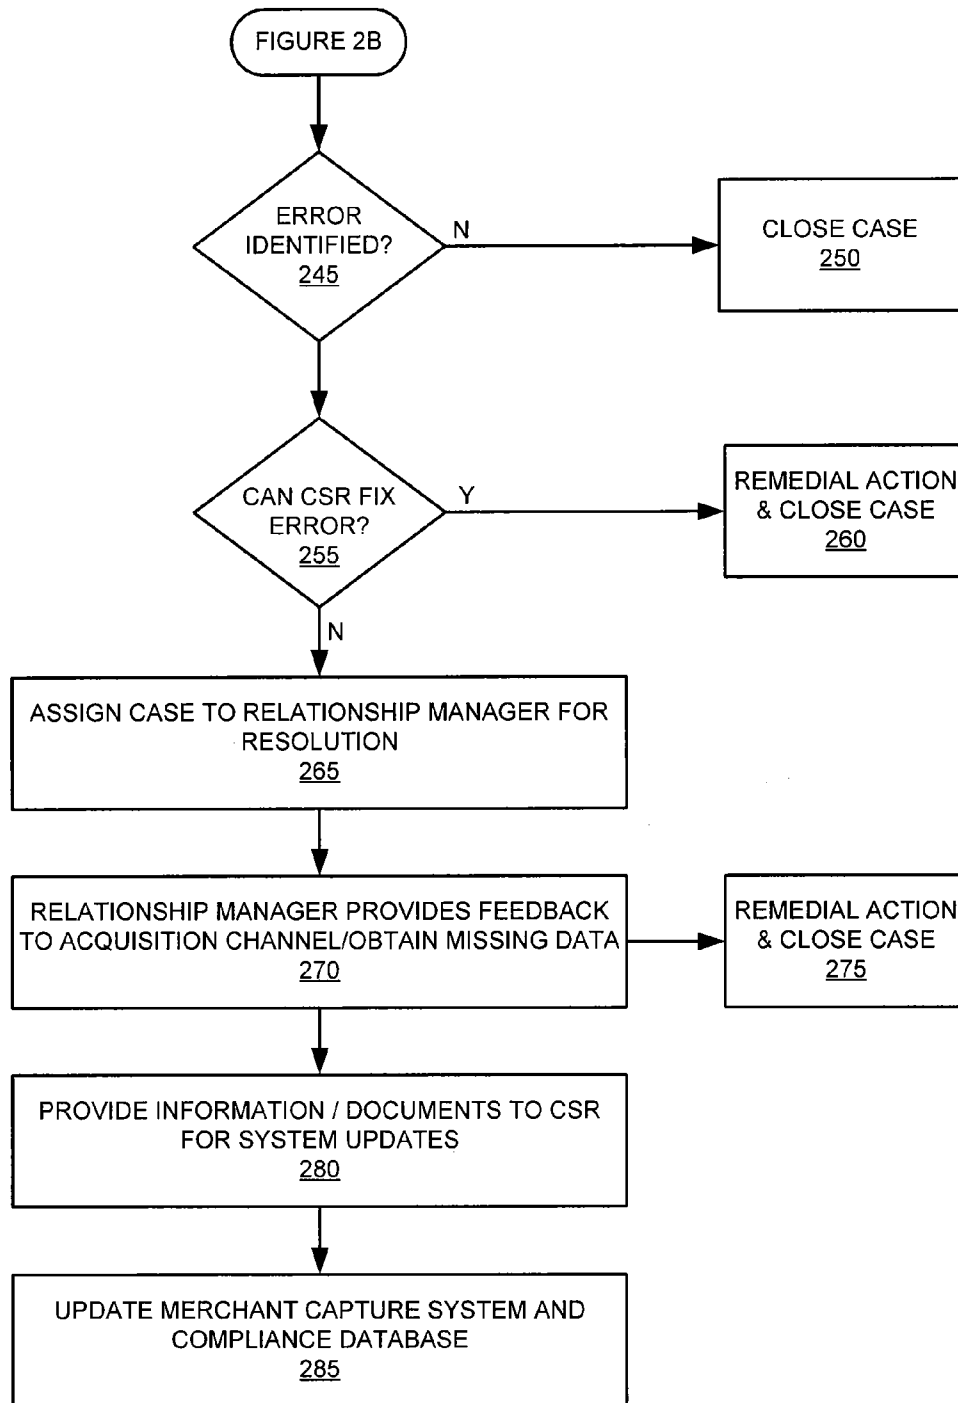 FIGURE 2B
ERROR
IDENTIFIED?
245
N
CLOSE CASE
250
CAN CSR FIX
ERROR?
255
Y
REMEDIAL ACTION
& CLOSE CASE
260
N
ASSIGN CASE TO RELATIONSHIP MANAGER FOR
RESOLUTION
265
RELATIONSHIP MANAGER PROVIDES FEEDBACK
TO ACQUISITION CHANNEL/OBTAIN MISSING DATA
270
REMEDIAL ACTION
& CLOSE CASE
275
PROVIDE INFORMATION / DOCUMENTS TO CSR
FOR SYSTEM UPDATES
280
UPDATE MERCHANT CAPTURE SYSTEM AND
COMPLIANCE DATABASE
285